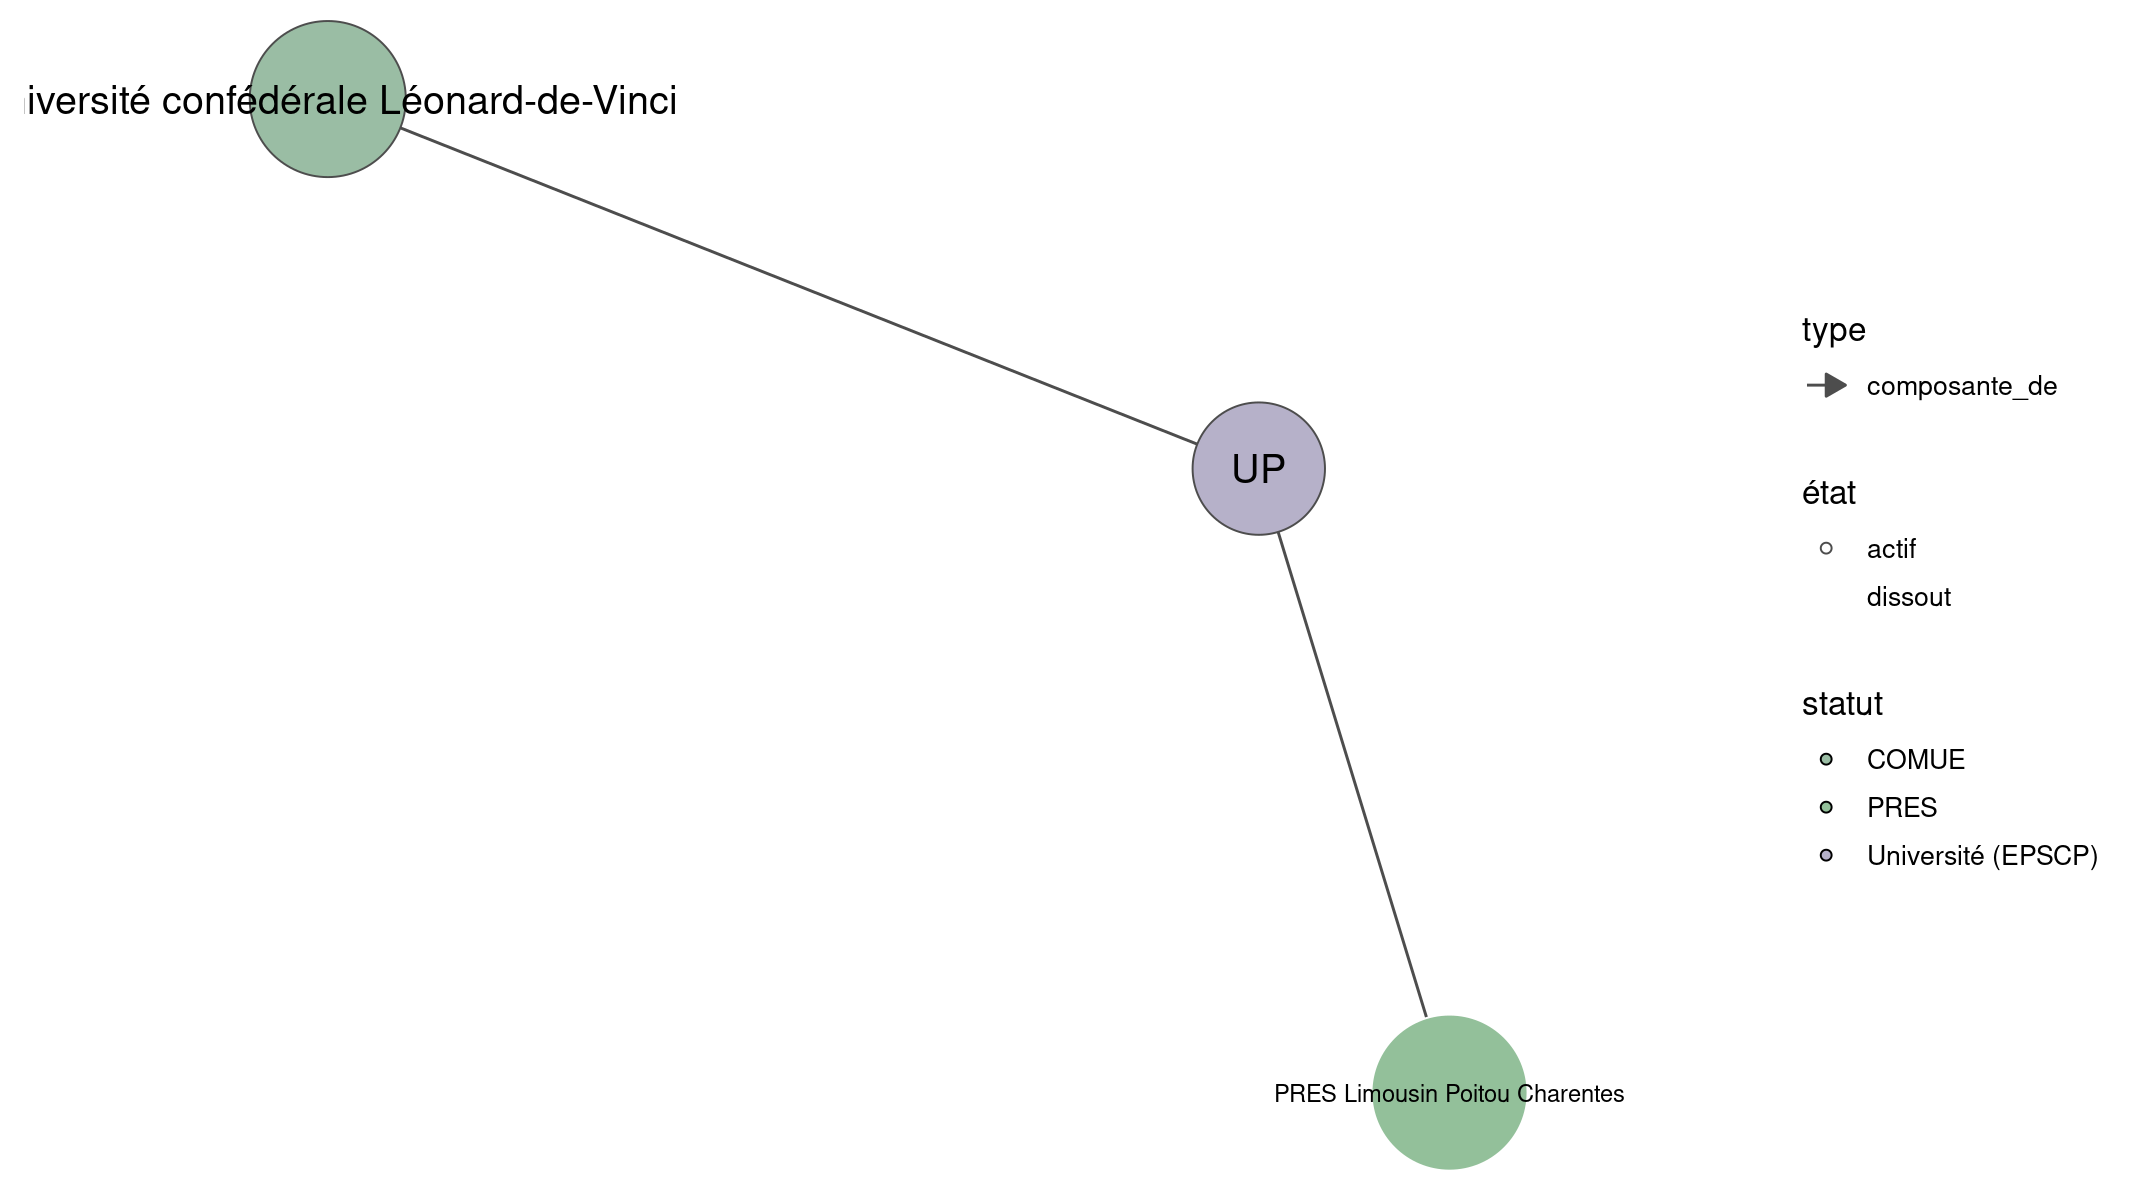 iversité confédérale Léonard-de-Vinci
UP
PRES Limousin Poitou Charentes
type
composante_de
état
actif
dissout
statut
COMUE
PRES
Université (EPSCP)